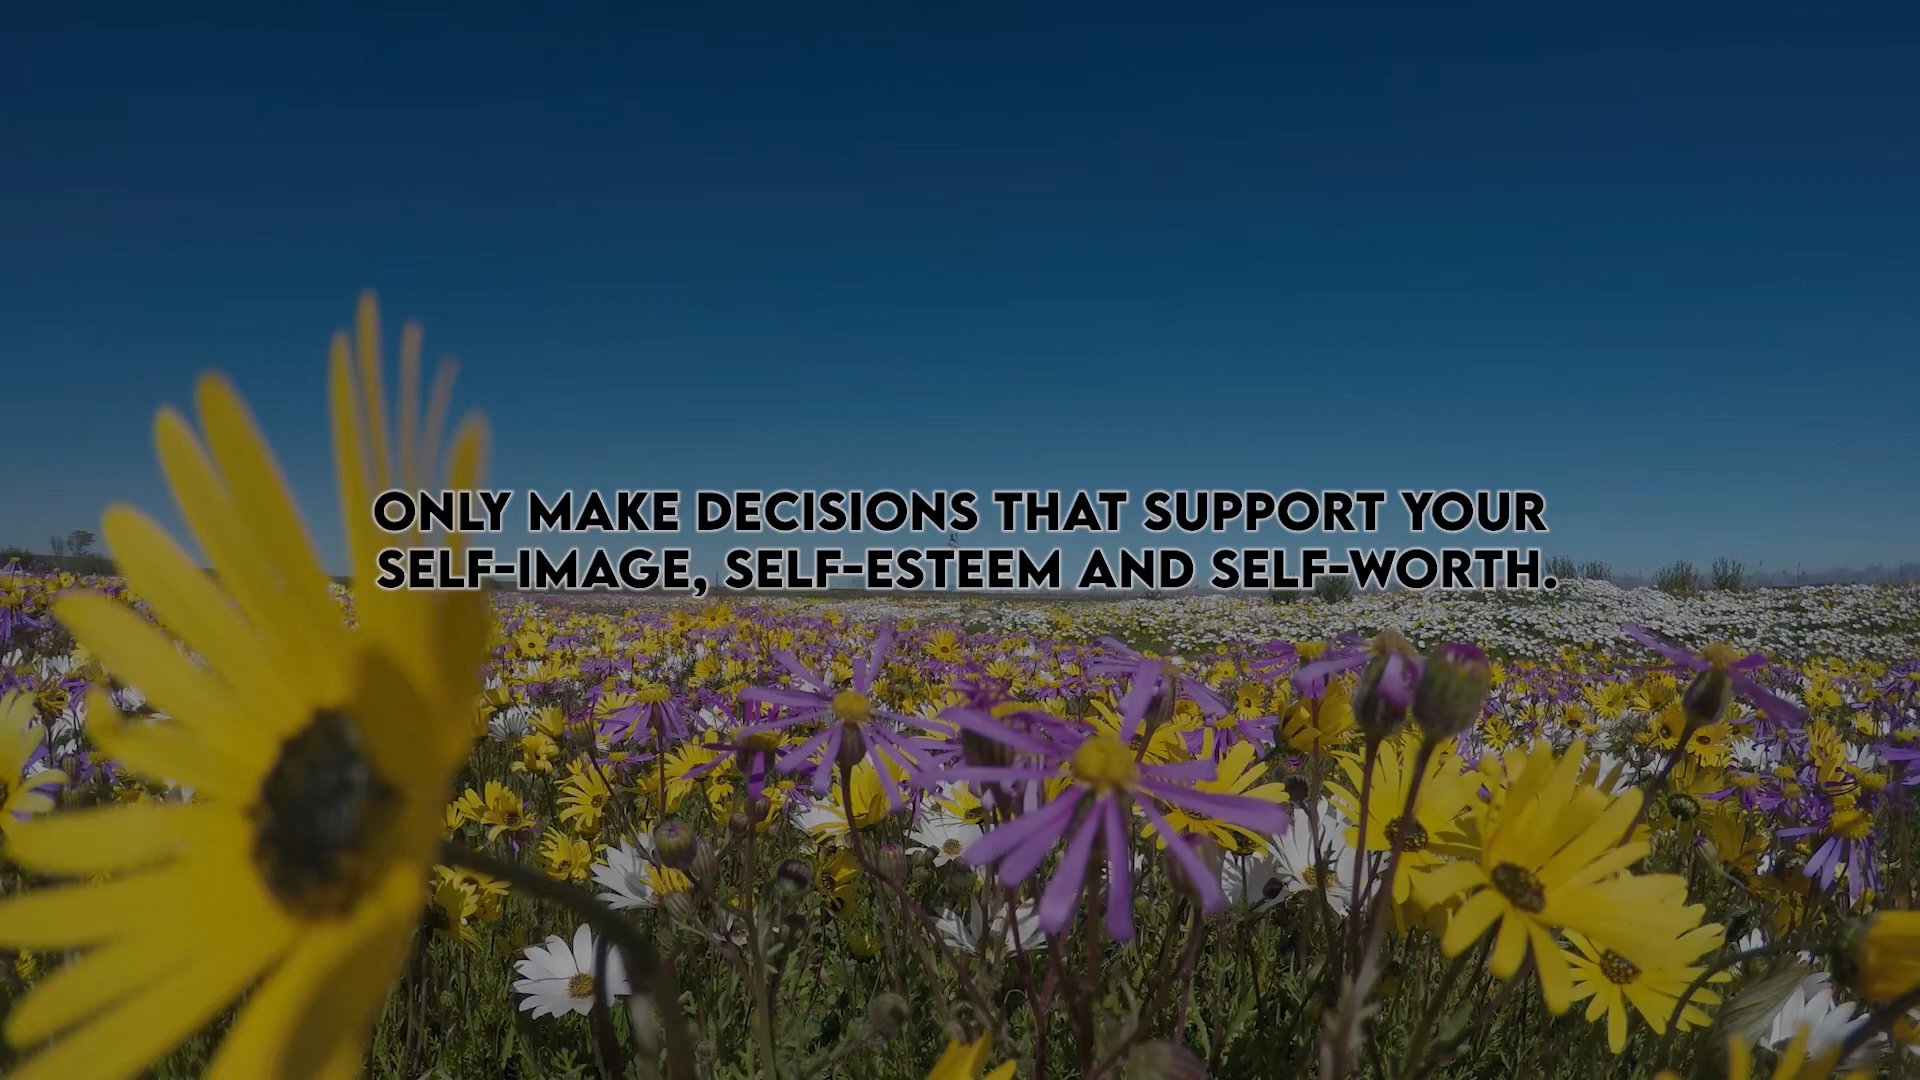 ONLY MAKE DECISIONS THAT SUPPORT YOUR
SELF-IMAGE, SELF-ESTEEM AND SELF-WORTH.